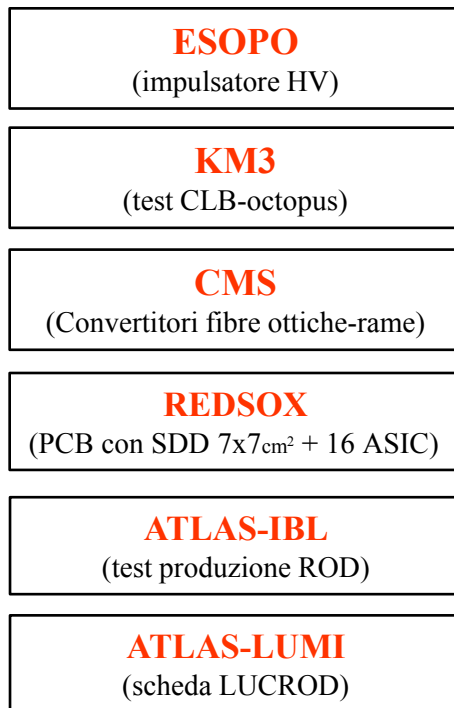 ESOPO
(impulsatore HV)
KM3
(test CLB-octopus)
CMS
(Convertitori fibre ottiche-rame)
REDSOX
(PCB con SDD 7x7cm² + 16 ASIC)
ATLAS-IBL
(test produzione ROD)
ATLAS-LUMI
(scheda LUCROD)